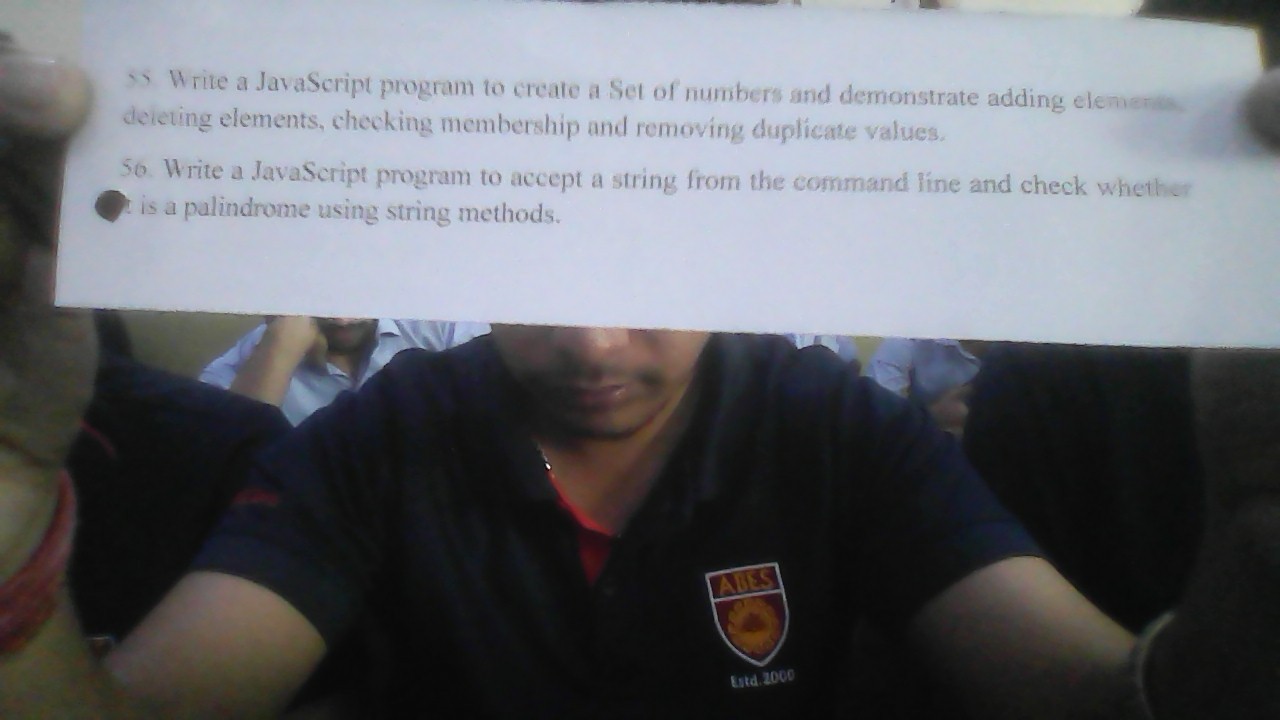 55. Write a JavaScript program to create a Set of numbers and demonstrate adding elements,
deleting elements, checking membership and removing duplicate values.
56. Write a JavaScript program to accept a string from the command line and check whether
is a palindrome using string methods.
ABES
Estd.2000